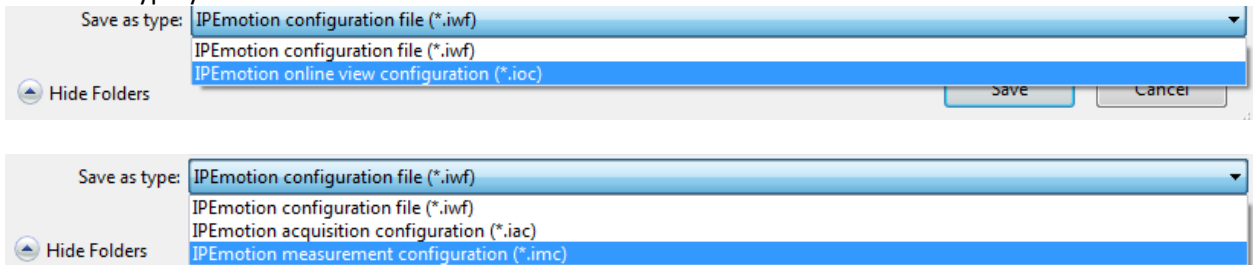 Save as type: IPEmotion configuration file (*.iwf)
IPEmotion configuration file (*.iwf)
IPEmotion online view configuration (*.ioc)
Hide Folders
Save Cancel
Save as type: IPEmotion configuration file (*.iwf)
IPEmotion configuration file (*.iwf)
IPEmotion acquisition configuration (*.iac)
Hide Folders IPEmotion measurement configuration (*.imc)